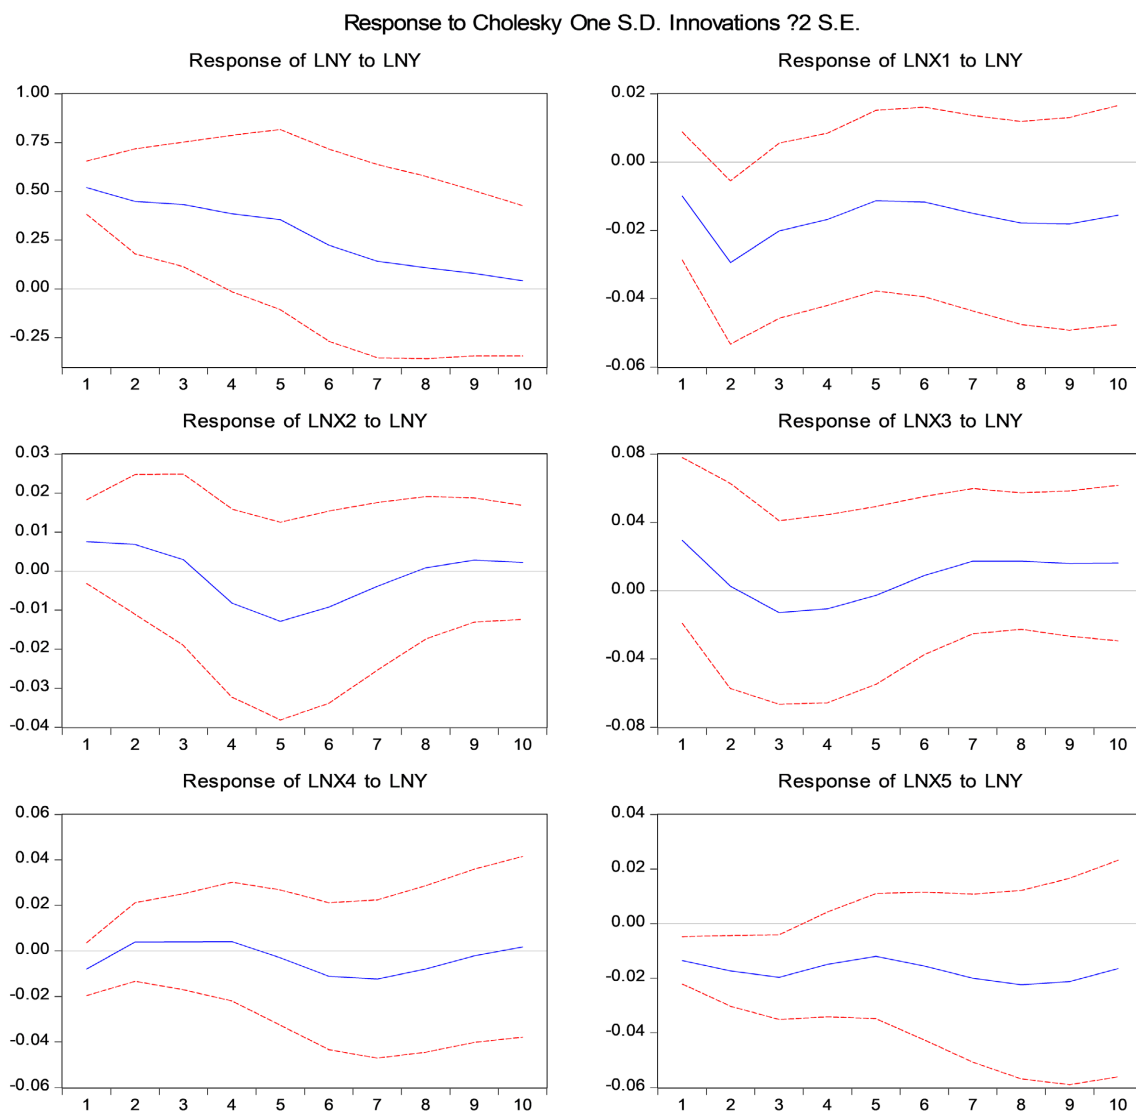 Response to Cholesky One S.D. Innovations ?2 S.E.
Response of LNY to LNY
1.00
0.75
0.50
0.25
0.00
-0.25
1 2 3 4 5 6 7 8 9 10
Response of LNX1 to LNY
0.02
0.00
-0.02
-0.04
-0.06
1 2 3 4 5 6 7 8 9 10
Response of LNX2 to LNY
0.03
0.02
0.01
0.00
-0.01
-0.02
-0.03
-0.04
1 2 3 4 5 6 7 8 9 10
Response of LNX3 to LNY
0.08
0.04
0.00
-0.04
-0.08
1 2 3 4 5 6 7 8 9 10
Response of LNX4 to LNY
0.06
0.04
0.02
0.00
-0.02
-0.04
-0.06
1 2 3 4 5 6 7 8 9 10
Response of LNX5 to LNY
0.04
0.02
0.00
-0.02
-0.04
-0.06
1 2 3 4 5 6 7 8 9 10